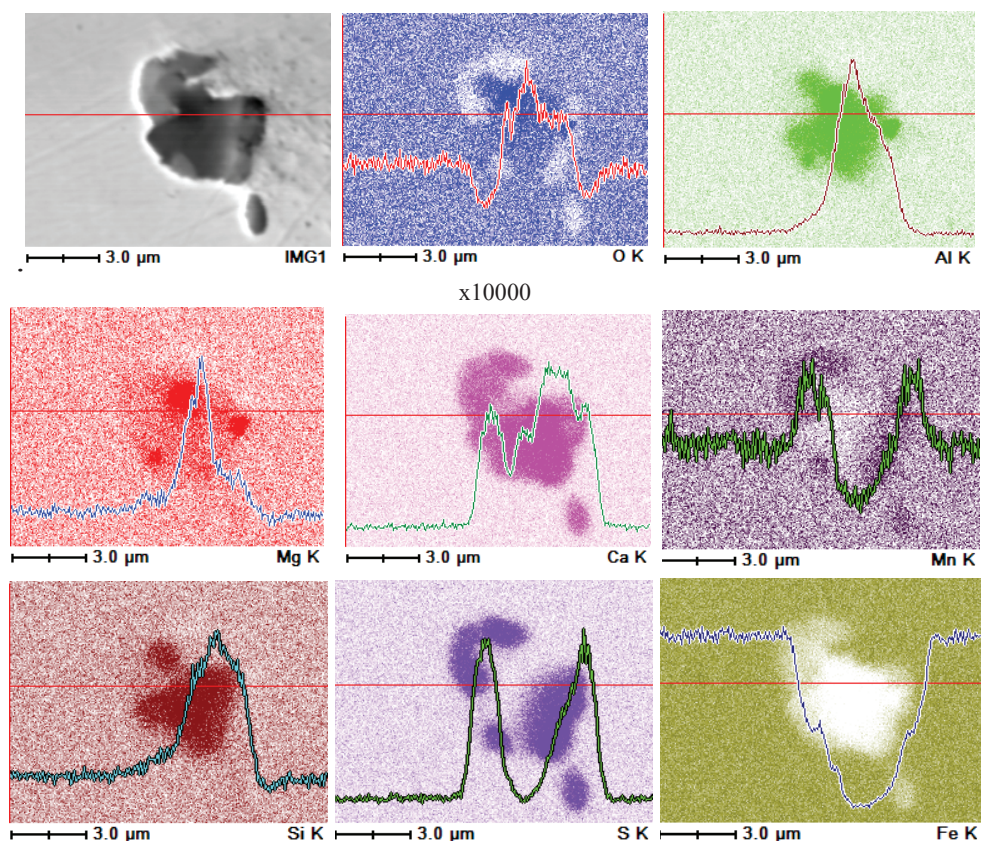 3.0 µm IMG1
3.0 µm O K
3.0 µm Al K
x10000
3.0 µm Mg K
3.0 µm Ca K
3.0 µm Mn K
3.0 µm Si K
3.0 µm S K
3.0 µm Fe K